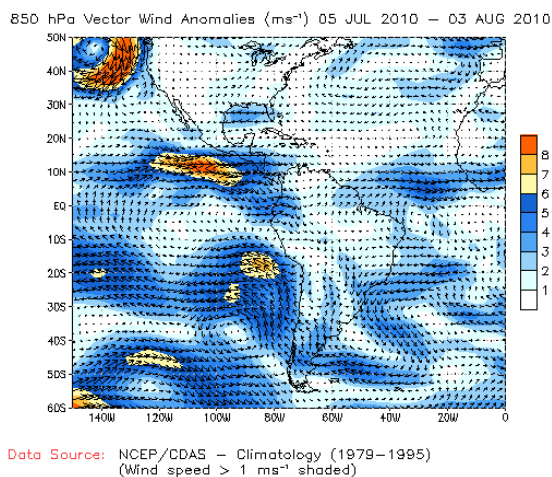 850 hPa Vector Wind Anomalies (ms⁻¹) 05 JUL 2010 – 03 AUG 2010
50N
40N
30N
20N
10N
EQ
10S
20S
30S
40S
50S
60S
140W 120W 100W 80W 60W 40W 20W 0
8
7
6
5
4
3
2
1
Data Source: NCEP/CDAS – Climatology (1979–1995)
(Wind speed > 1 ms⁻¹ shaded)